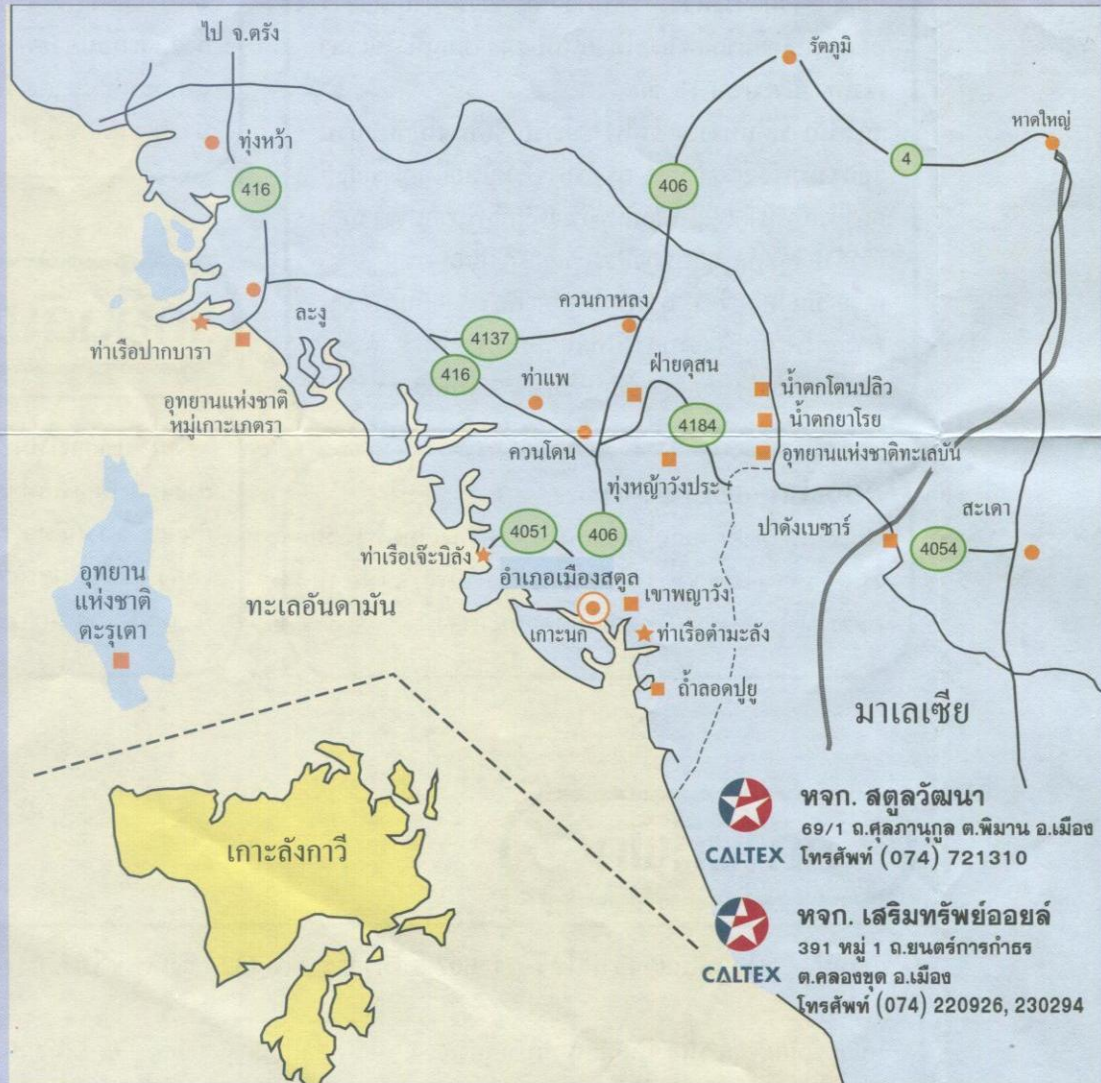 ไป จ.ตรัง
รัตภูมิ
หาดใหญ่
ทุ่งหว้า
4
416
406
ควนกาหลง
ละงู
4137
ท่าเรือปากบารา
ฝ่ายดุสน
416
ท่าแพ
น้ำตกโตนปลิว
อุทยานแห่งชาติ
หมู่เกาะเภตรา
น้ำตกยาโรย
4184
ควนโดน
อุทยานแห่งชาติทะเลบัน
ทุ่งหญ้าวังประ
สะเดา
ปาดังเบซาร์
4051
406
4054
ท่าเรือเจ๊ะบิลัง
อุทยาน
แห่งชาติ
ตะรุเตา
อำเภอเมืองสตูล
ทะเลอันดามัน
เขาพญาวัง
เกาะนก
ท่าเรือตำมะลัง
ถ้ำลอดปูยู
มาเลเซีย
เกาะลังกาวี
CALTEX
หจก. สตูลวัฒนา
69/1 ถ.ศุลภานุกูล ต.พิมาน อ.เมือง
โทรศัพท์ (074) 721310
CALTEX
หจก. เสริมทรัพย์ออยล์
391 หมู่ 1 ถ.ยนตร์การกำธร
ต.คลองขุด อ.เมือง
โทรศัพท์ (074) 220926, 230294